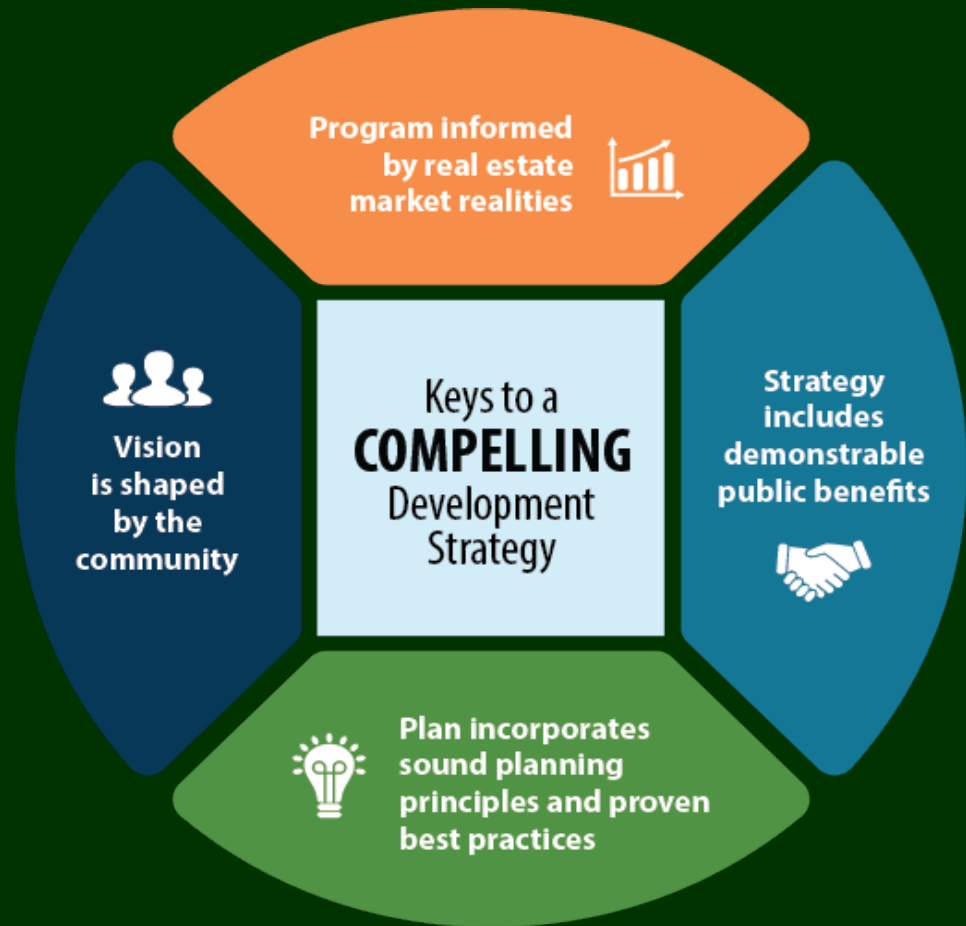 Program informed
by real estate
market realities
Vision
is shaped
by the
community
Keys to a
COMPELLING
Development
Strategy
Strategy
includes
demonstrable
public benefits
Plan incorporates
sound planning
principles and proven
best practices